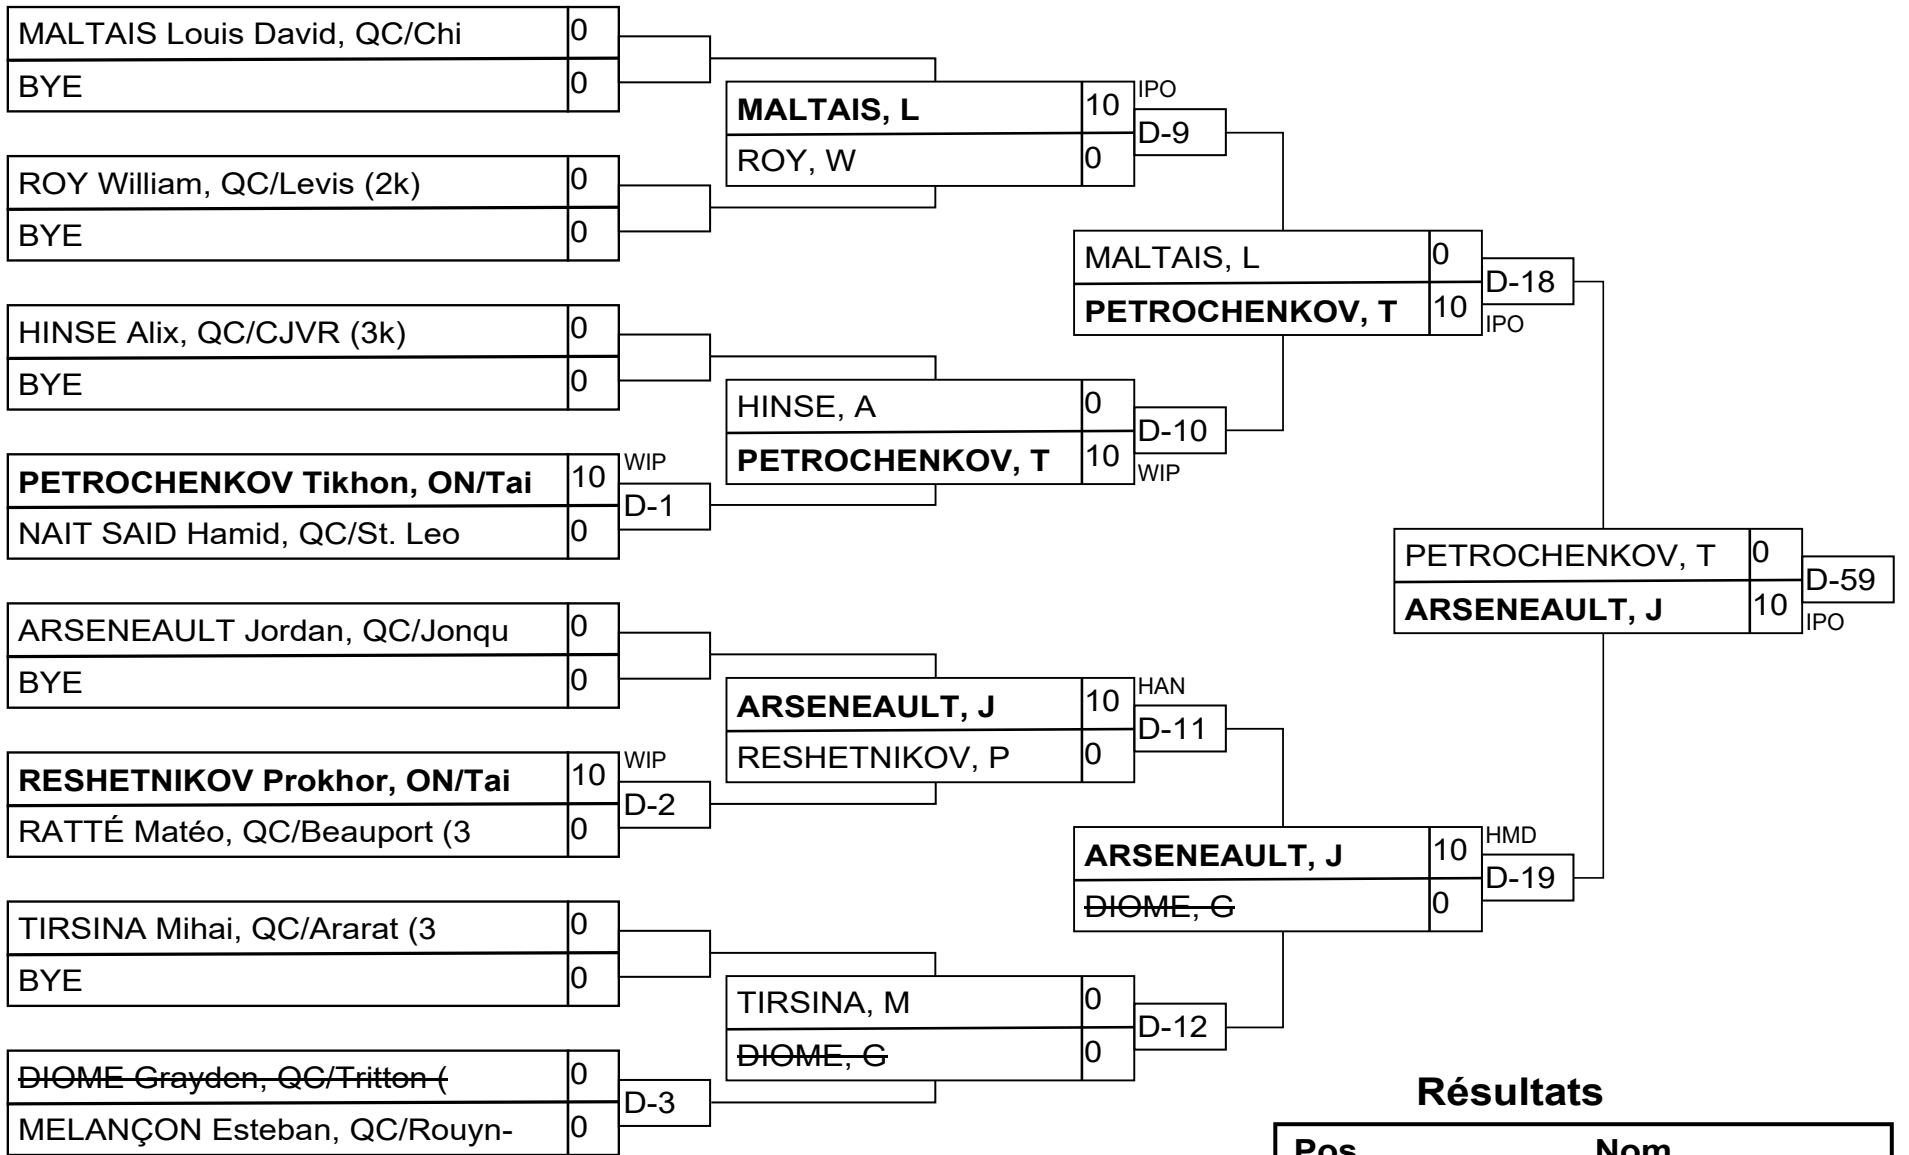 MALTAIS Louis David, QC/Chi 0
BYE 0
ROY William, QC/Levis (2k) 0
BYE 0
HINSE Alix, QC/CJVR (3k) 0
BYE 0
PETROCHENKOV Tikhon, ON/Tai 10 WIP
D-1
NAIT SAID Hamid, QC/St. Leo 0
ARSENEAULT Jordan, QC/Jonqu 0
BYE 0
RESHETNIKOV Prokhor, ON/Tai 10 WIP
D-2
RATTÉ Matéo, QC/Beauport (3 0
TIRSINA Mihai, QC/Ararat (3 0
BYE 0
DIOME Grayden, QC/Tritton ( 0
D-3
MELANÇON Esteban, QC/Rouyn- 0
MALTAIS, L 10 IPO
D-9
ROY, W 0
HINSE, A 0
D-10
PETROCHENKOV, T 10 WIP
ARSENEAULT, J 10 HAN
D-11
RESHETNIKOV, P 0
TIRSINA, M 0
D-12
DIOME, G 0
MALTAIS, L 0
D-18
PETROCHENKOV, T 10 IPO
ARSENEAULT, J 10 HMD
D-19
DIOME, G 0
PETROCHENKOV, T 0
D-59
ARSENEAULT, J 10 IPO
Résultats
Pos Nom